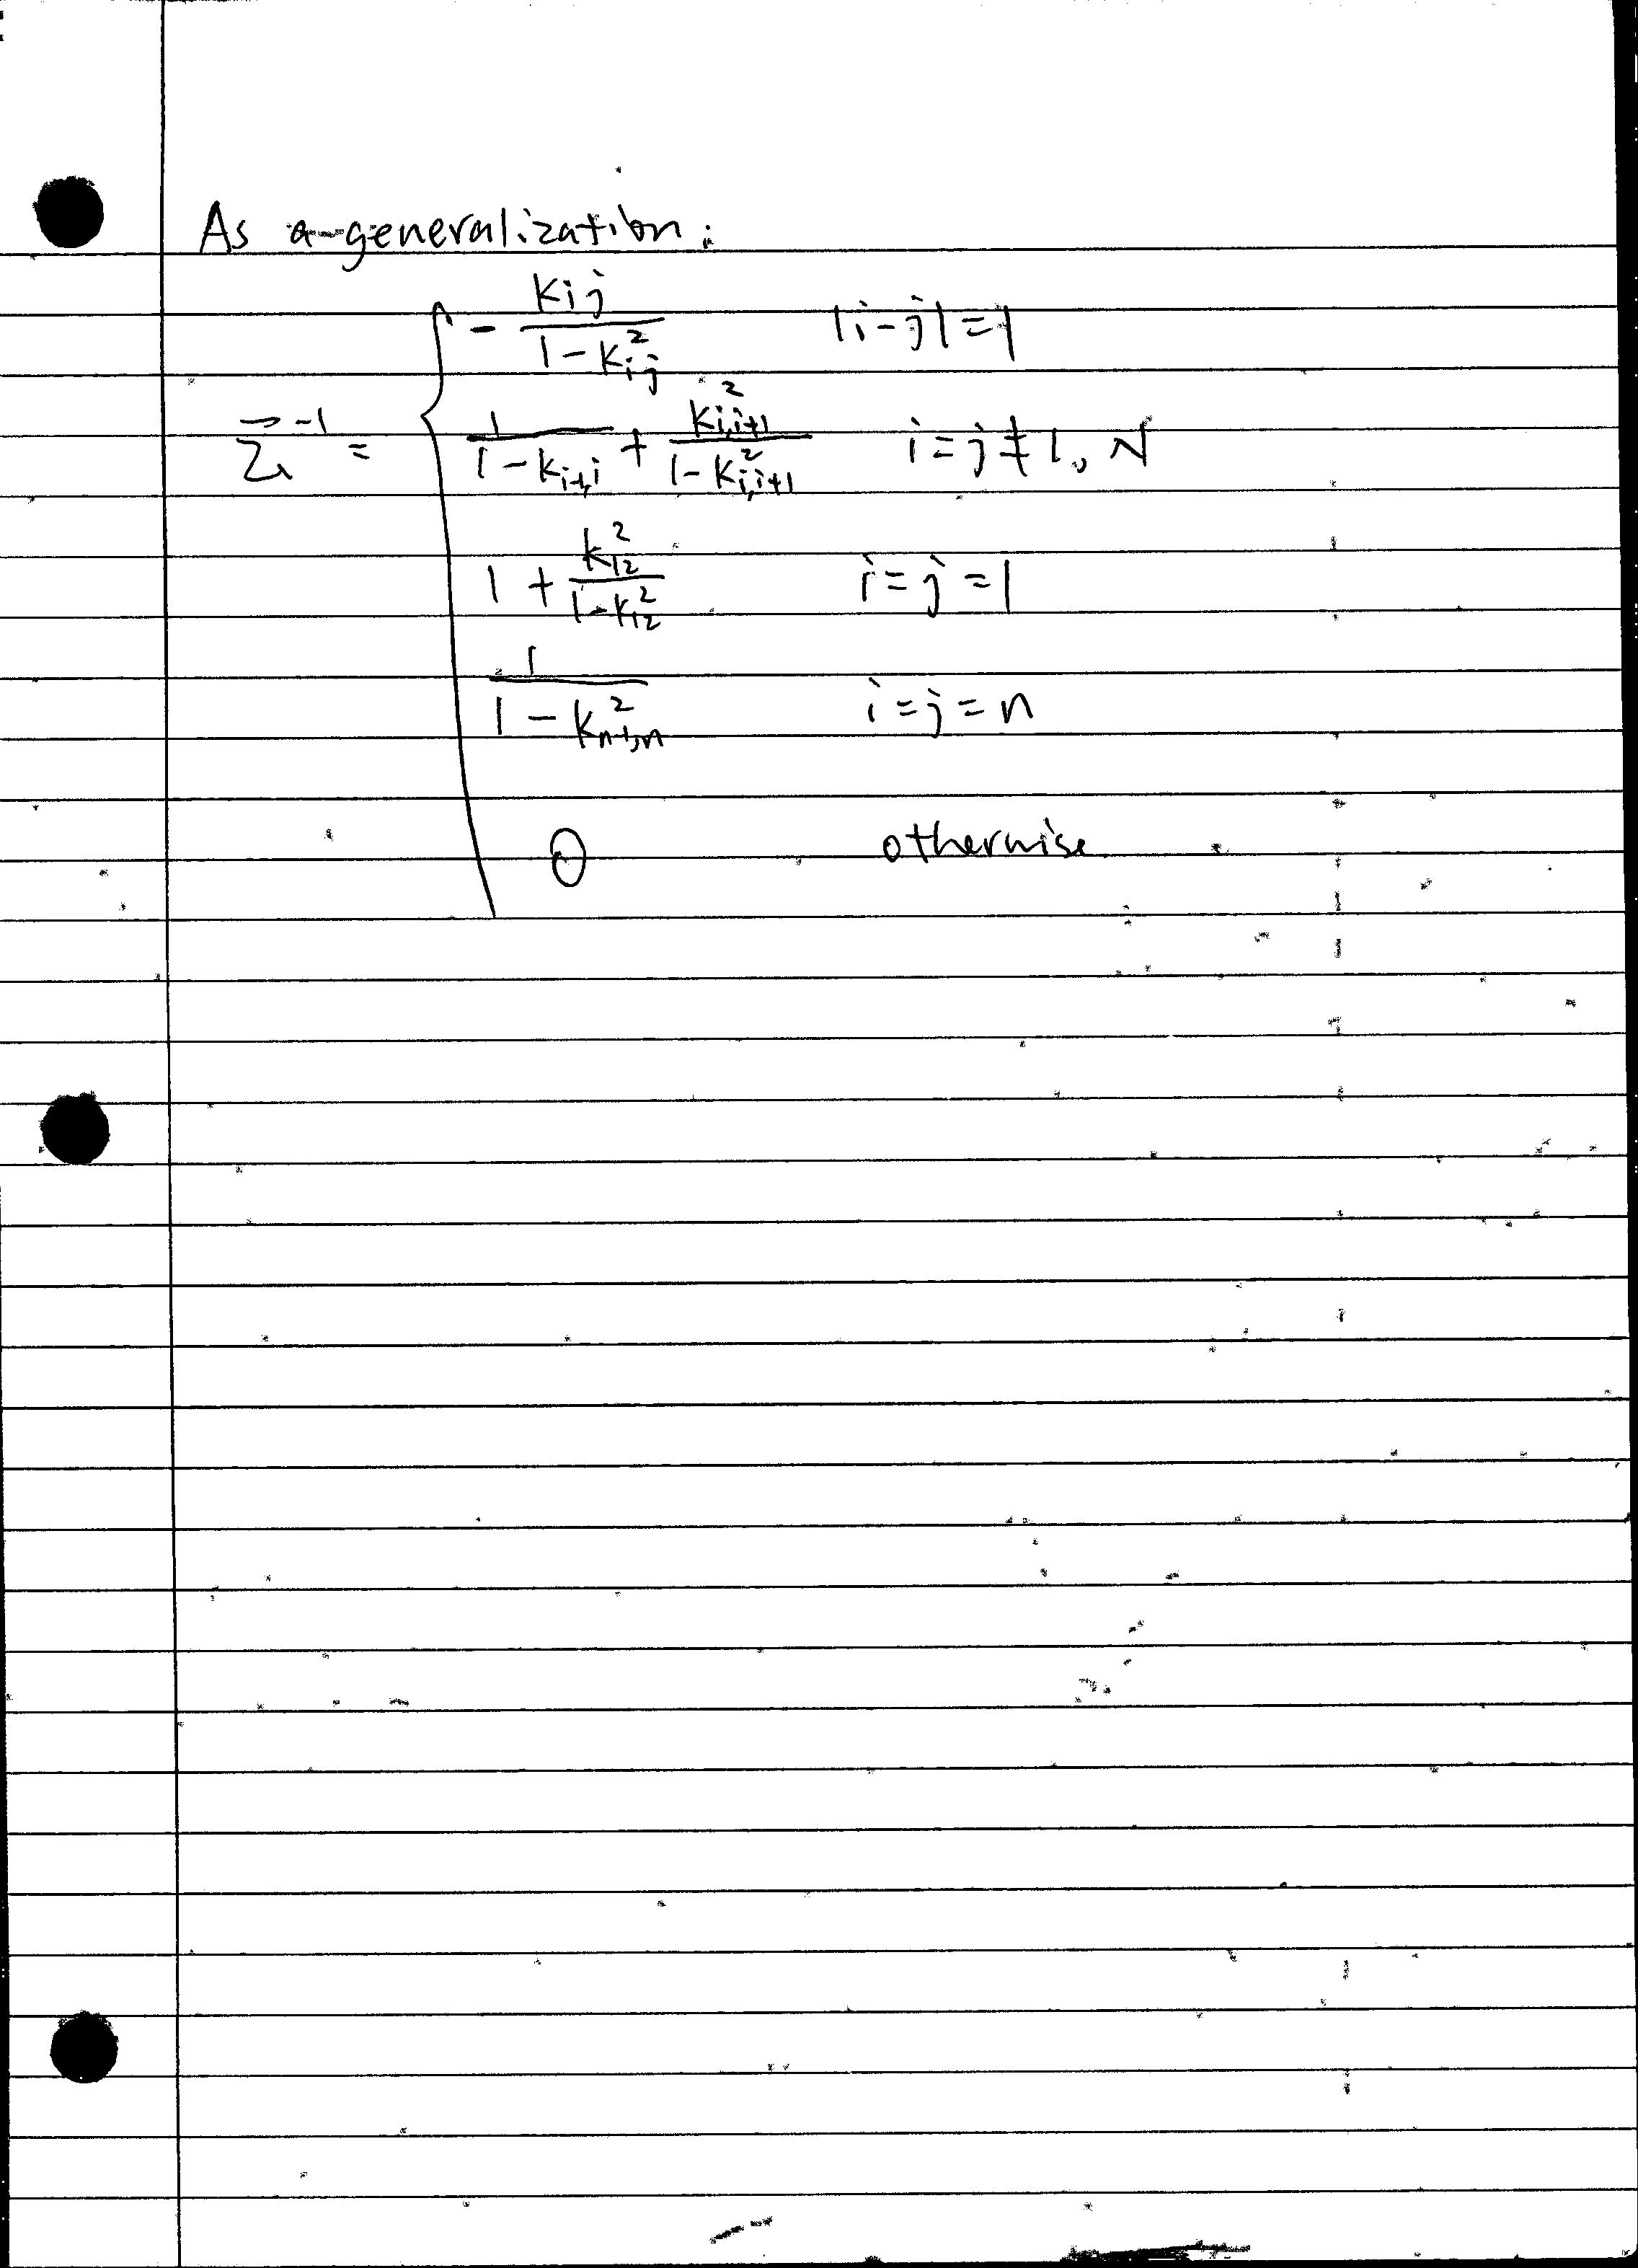 As a generalization:
$\Sigma^{-1} = \begin{cases} -\frac{k_{ij}}{1-k_{ij}^2} & |i-j|=1 \\ \frac{1}{1-k_{i-1,i}} + \frac{k_{i,i+1}^2}{1-k_{i,i+1}^2} & i=j \neq 1, N \\ 1+\frac{k_{12}^2}{1-k_{12}^2} & i=j=1 \\ \frac{1}{1-k_{n-1,n}^2} & i=j=n \\ 0 & \text{otherwise} \end{cases}$